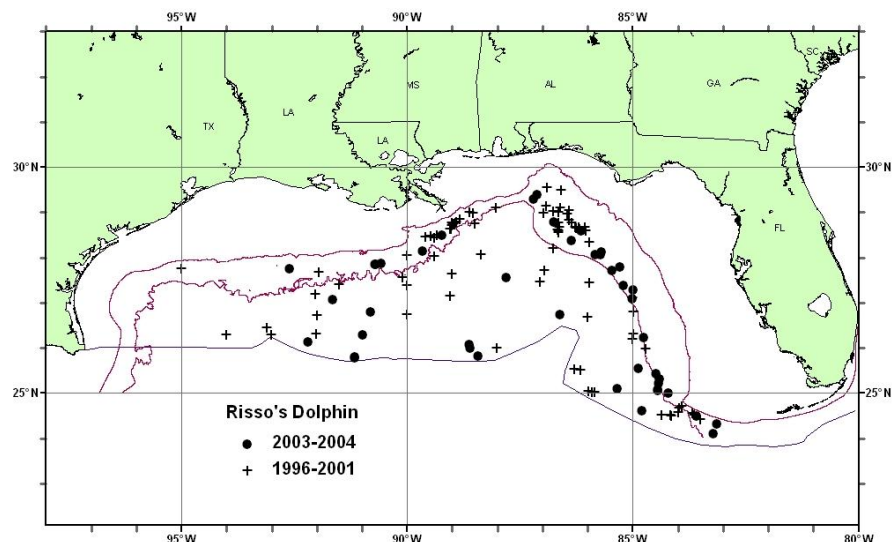 95°W 90°W 85°W 80°W
SC
MS AL GA
LA
TX
LA
30°N 30°N
FL
25°N 25°N
Risso's Dolphin
2003-2004
1996-2001
95°W 90°W 85°W 80°W